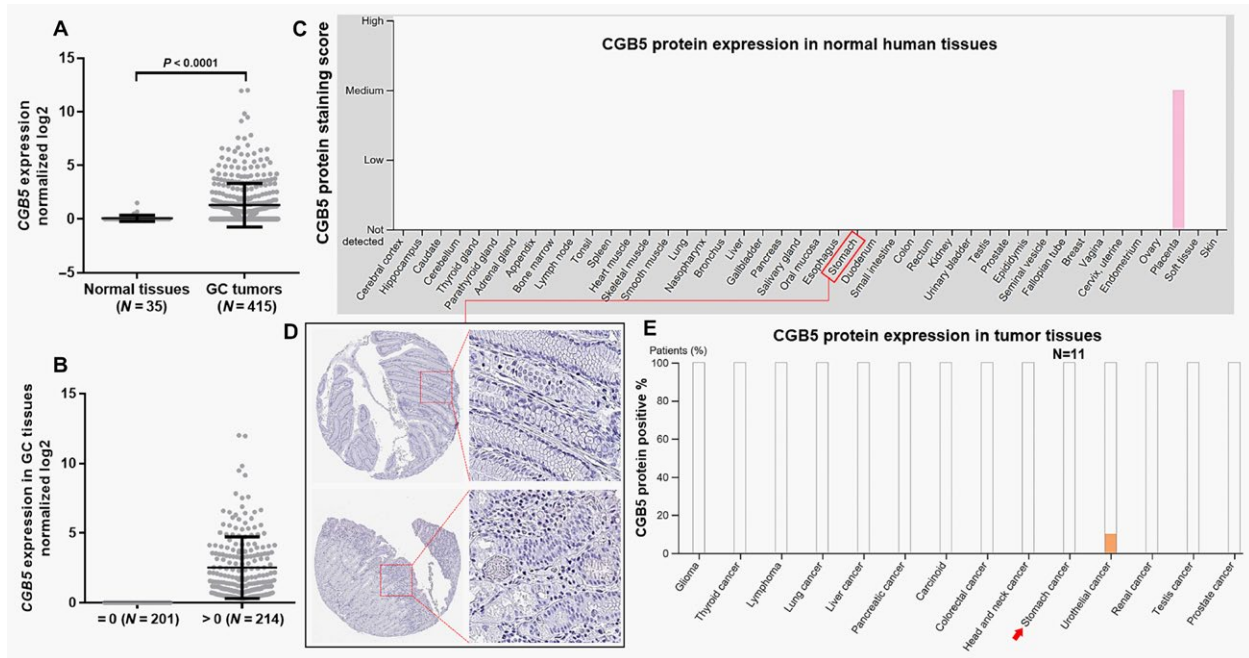 A
CGB5 expression
normalized log2
15
10
5
0
−5
P < 0.0001
Normal tissues
(N = 35)
GC tumors
(N = 415)
B
CGB5 expression in GC tissues
normalized log2
15
10
5
0
= 0 (N = 201)
> 0 (N = 214)
C
CGB5 protein expression in normal human tissues
CGB5 protein staining score
High
Medium
Low
Not
detected
Cerebral cortex
Hippocampus
Caudate
Cerebellum
Thyroid gland
Parathyroid gland
Adrenal gland
Appendix
Bone marrow
Lymph node
Tonsil
Spleen
Heart muscle
Skeletal muscle
Smooth muscle
Lung
Nasopharynx
Bronchus
Liver
Gallbladder
Pancreas
Salivary gland
Oral mucosa
Esophagus
Stomach
Duodenum
Small intestine
Colon
Rectum
Kidney
Urinary bladder
Testis
Prostate
Epididymis
Seminal vesicle
Fallopian tube
Breast
Vagina
Cervix, uterine
Endometrium
Ovary
Placenta
Soft tissue
Skin
D
E
CGB5 protein expression in tumor tissues
Patients (%)
N=11
CGB5 protein positive %
100
80
60
40
20
0
Glioma
Thyroid cancer
Lymphoma
Lung cancer
Liver cancer
Pancreatic cancer
Carcinoid
Colorectal cancer
Head and neck cancer
Stomach cancer
Urothelial cancer
Renal cancer
Testis cancer
Prostate cancer